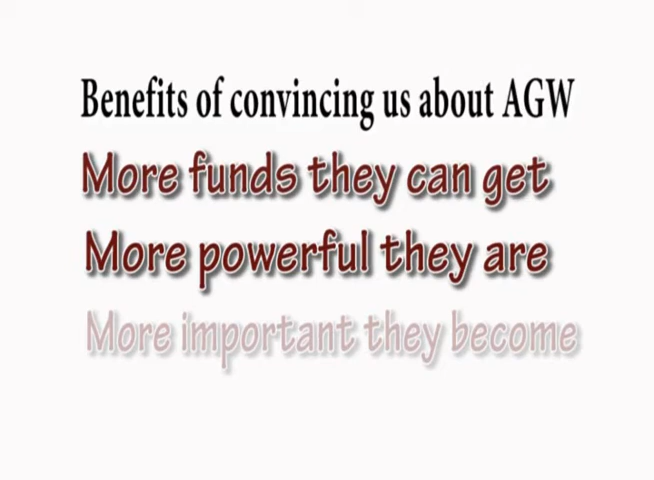 Benefits of convincing us about AGW
More funds they can get
More powerful they are
More important they become